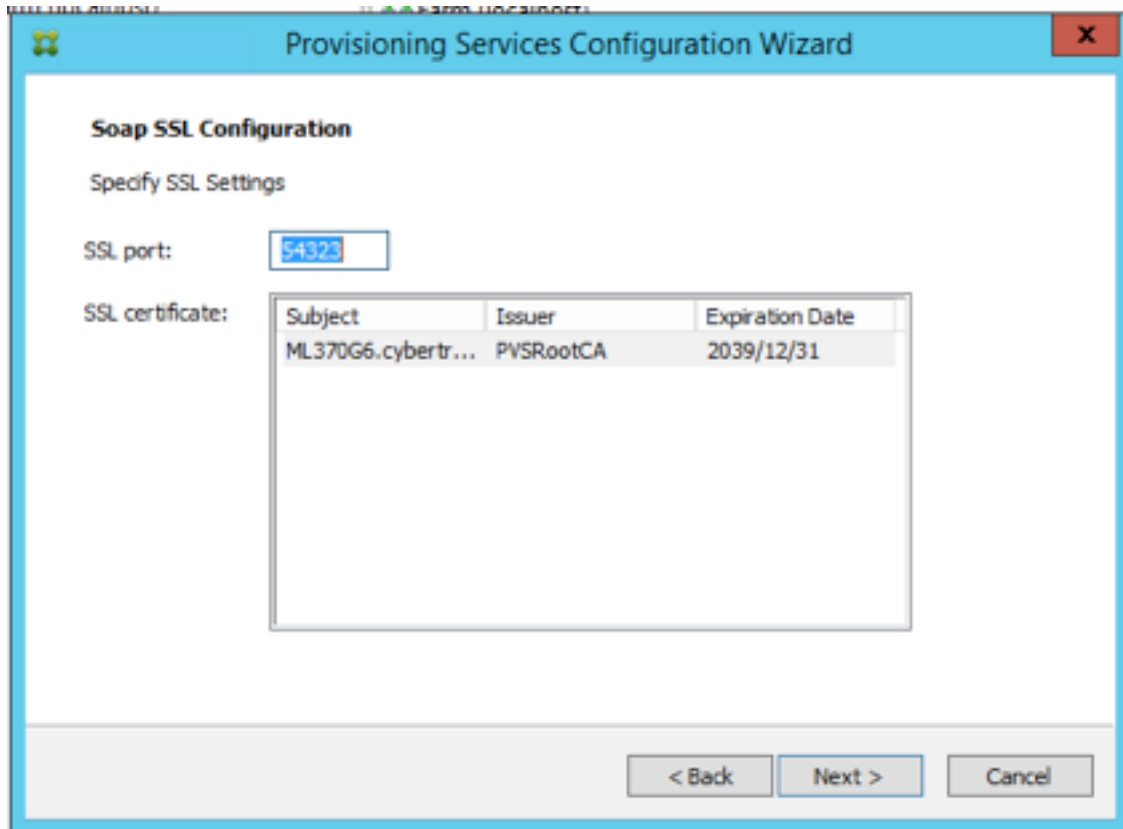 Provisioning Services Configuration Wizard
x
Soap SSL Configuration
Specify SSL Settings
SSL port: 54323
SSL certificate:
Subject Issuer Expiration Date
ML370G6.cybertr... PVSRootCA 2039/12/31
< Back Next > Cancel